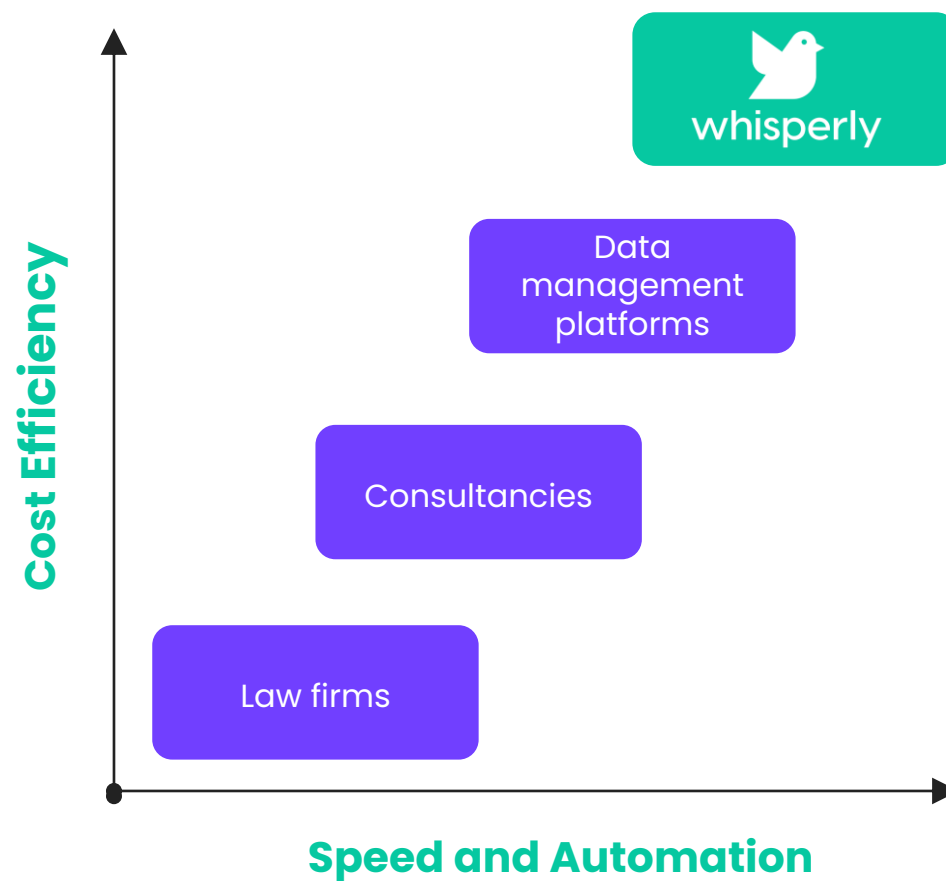 whisperly
Data
management
platforms
Cost Efficiency
Consultancies
Law firms
Speed and Automation